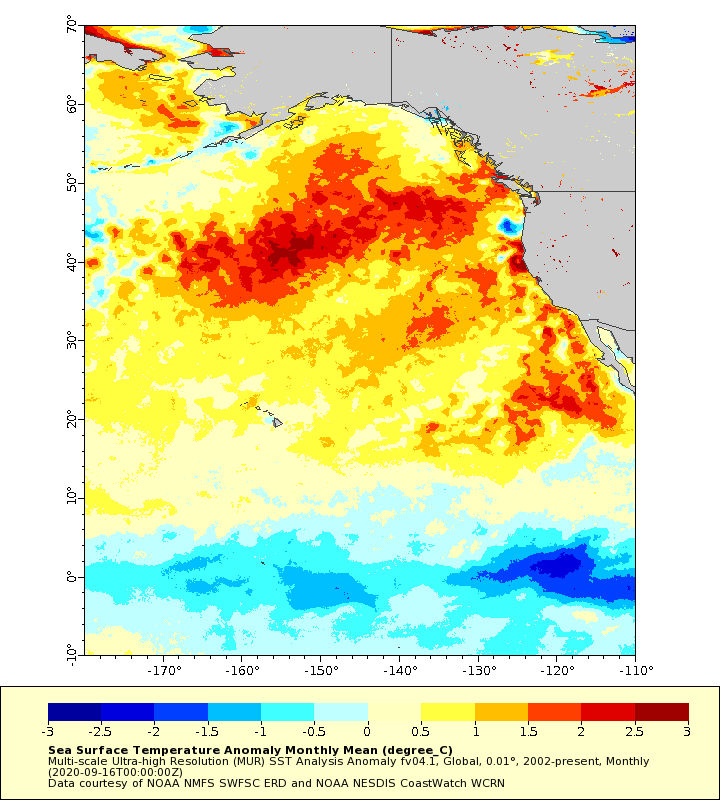 70°
60°
50°
40°
30°
20°
10°
0°
-10°
-170° -160° -150° -140° -130° -120° -110°
-3 -2.5 -2 -1.5 -1 -0.5 0 0.5 1 1.5 2 2.5 3
Sea Surface Temperature Anomaly Monthly Mean (degree_C)
Multi-scale Ultra-high Resolution (MUR) SST Analysis Anomaly fv04.1, Global, 0.01°, 2002-present, Monthly
(2020-09-16T00:00:00Z)
Data courtesy of NOAA NMFS SWFSC ERD and NOAA NESDIS CoastWatch WCRN